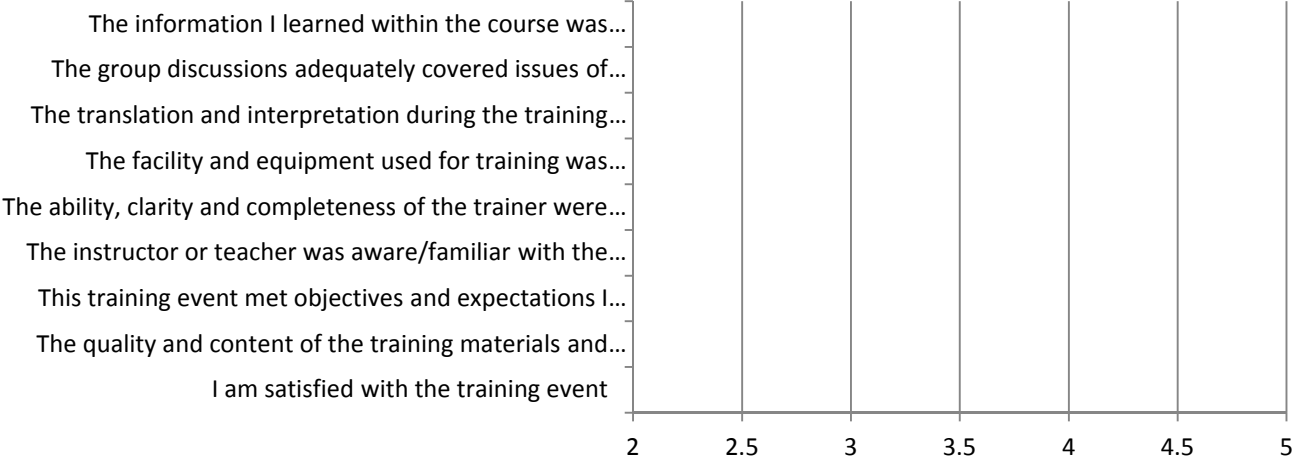 The information I learned within the course was...
The group discussions adequately covered issues of...
The translation and interpretation during the training...
The facility and equipment used for training was...
The ability, clarity and completeness of the trainer were...
The instructor or teacher was aware/familiar with the...
This training event met objectives and expectations I...
The quality and content of the training materials and...
I am satisfied with the training event
2 2.5 3 3.5 4 4.5 5